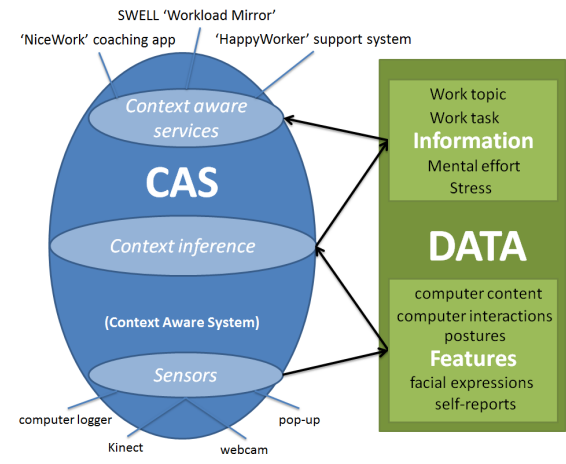 SWELL ‘Workload Mirror’
‘NiceWork’ coaching app
‘HappyWorker’ support system
Context aware
services
CAS
Context inference
(Context Aware System)
Sensors
computer logger
Kinect
webcam
pop-up
Work topic
Work task
Information
Mental effort
Stress
DATA
computer content
computer interactions
postures
Features
facial expressions
self-reports